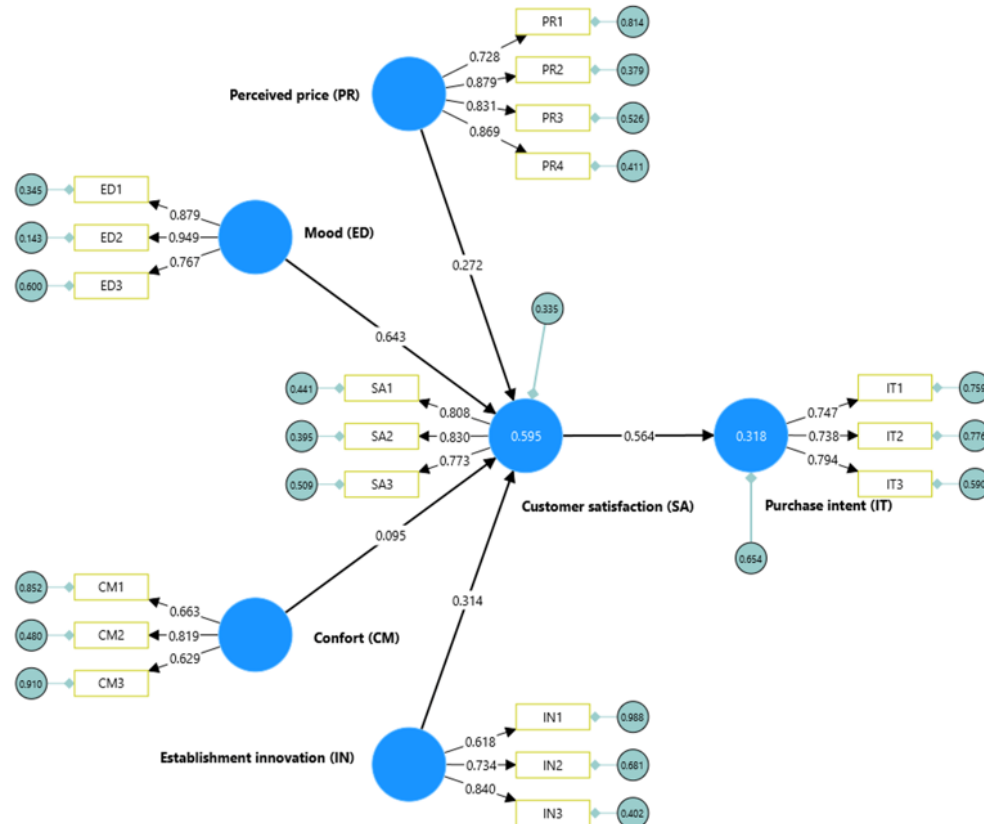 PR1
0.814
0.728
PR2
0.379
0.879
Perceived price (PR)
0.831
PR3
0.526
0.869
PR4
0.411
0.345
ED1
0.879
0.143
ED2
0.949
Mood (ED)
0.767
0.600
ED3
0.272
0.335
0.643
0.441
SA1
0.808
0.395
SA2
0.830
0.773
0.509
SA3
0.595
0.564
0.318
0.747
IT1
0.759
0.738
IT2
0.776
0.794
IT3
0.590
Customer satisfaction (SA)
Purchase intent (IT)
0.654
0.095
0.314
0.852
CM1
0.663
0.480
CM2
0.819
Confort (CM)
0.629
0.910
CM3
IN1
0.988
0.618
Establishment innovation (IN)
0.734
IN2
0.681
0.840
IN3
0.402